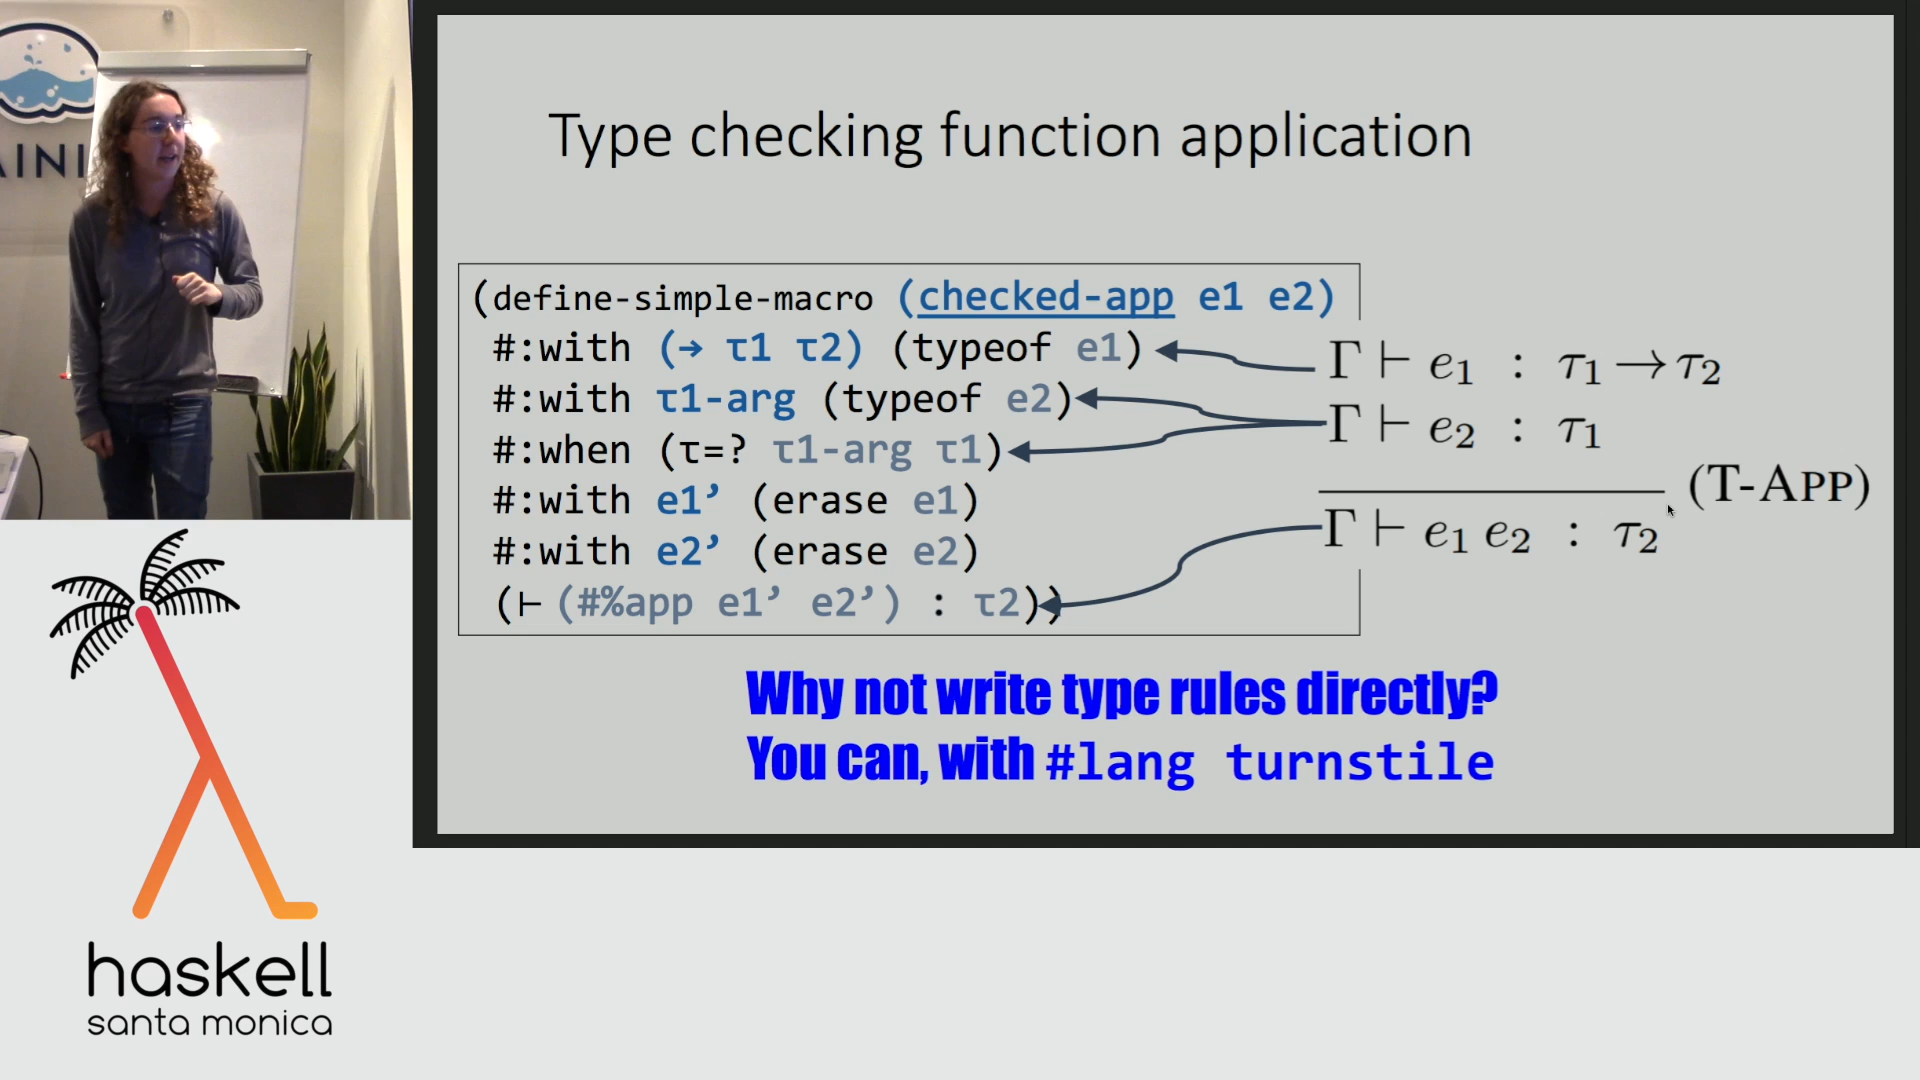 AINI
Type checking function application
(define-simple-macro (checked-app e1 e2)
#:with (→ τ1 τ2) (typeof e1)
#:with τ1-arg (typeof e2)
#:when (τ=? τ1-arg τ1)
#:with e1’ (erase e1)
#:with e2’ (erase e2)
(⊢ (#%app e1’ e2’) : τ2))
Γ ⊢ e₁ : τ₁ → τ₂
Γ ⊢ e₂ : τ₁
(T-APP)
Γ ⊢ e₁ e₂ : τ₂
Why not write type rules directly?
You can, with #lang turnstile
haskell
santa monica